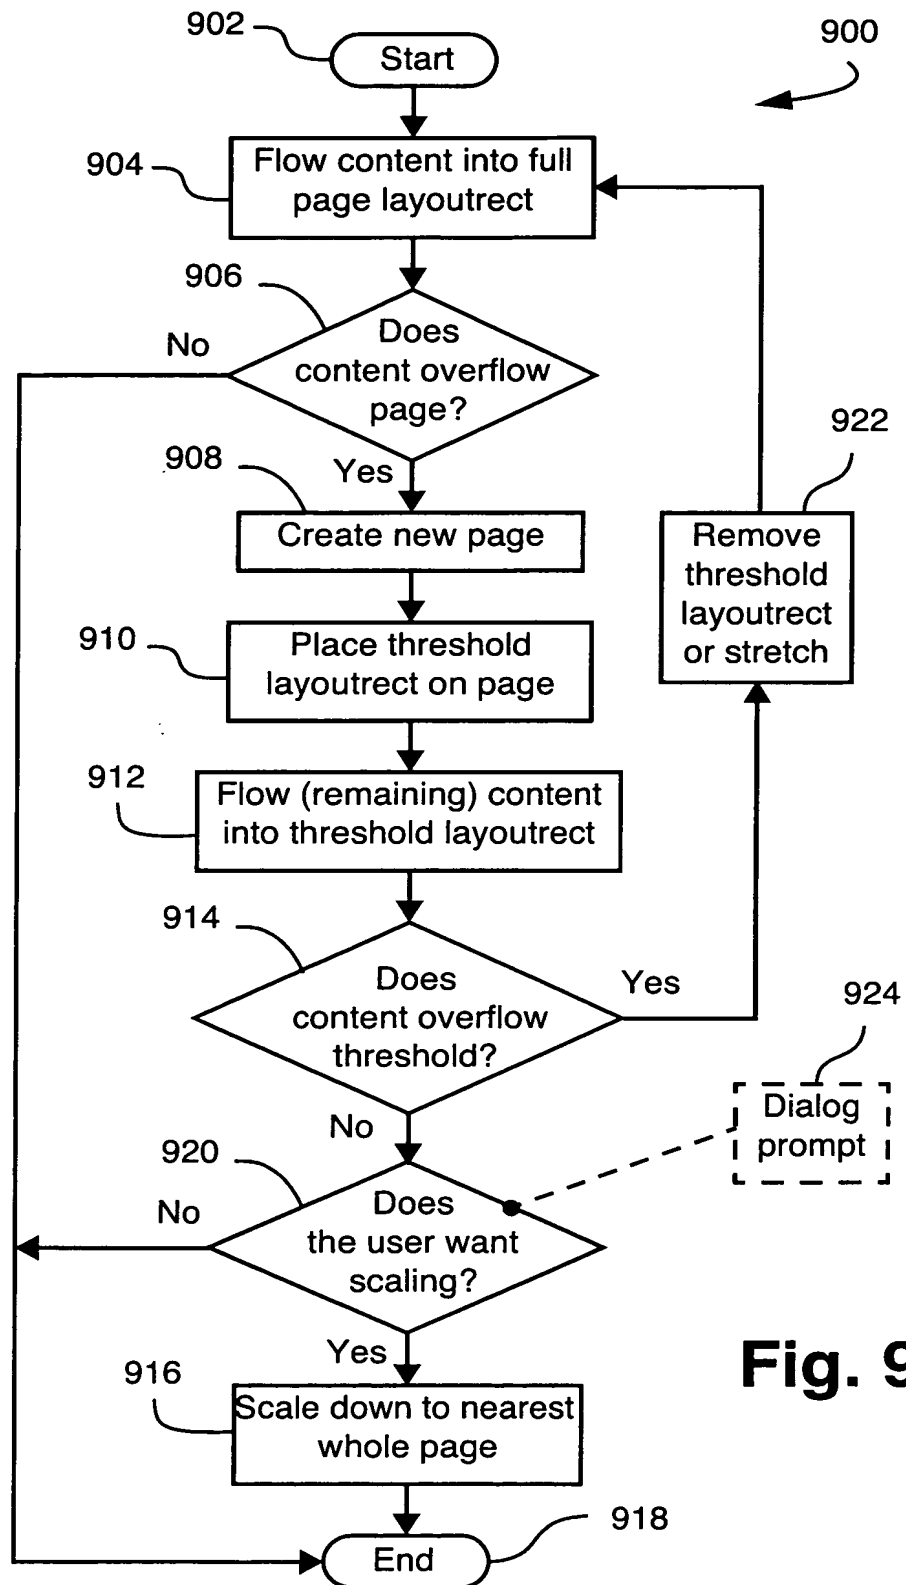 902
Start
900
904
Flow content into full
page layoutrect
906
No
Does
content overflow
page?
Yes
908
Create new page
922
Remove
threshold
layoutrect
or stretch
910
Place threshold
layoutrect on page
912
Flow (remaining) content
into threshold layoutrect
914
Does
content overflow
threshold?
Yes
924
Dialog
prompt
No
920
No
Does
the user want
scaling?
Yes
916
Scale down to nearest
whole page
Fig. 9
918
End